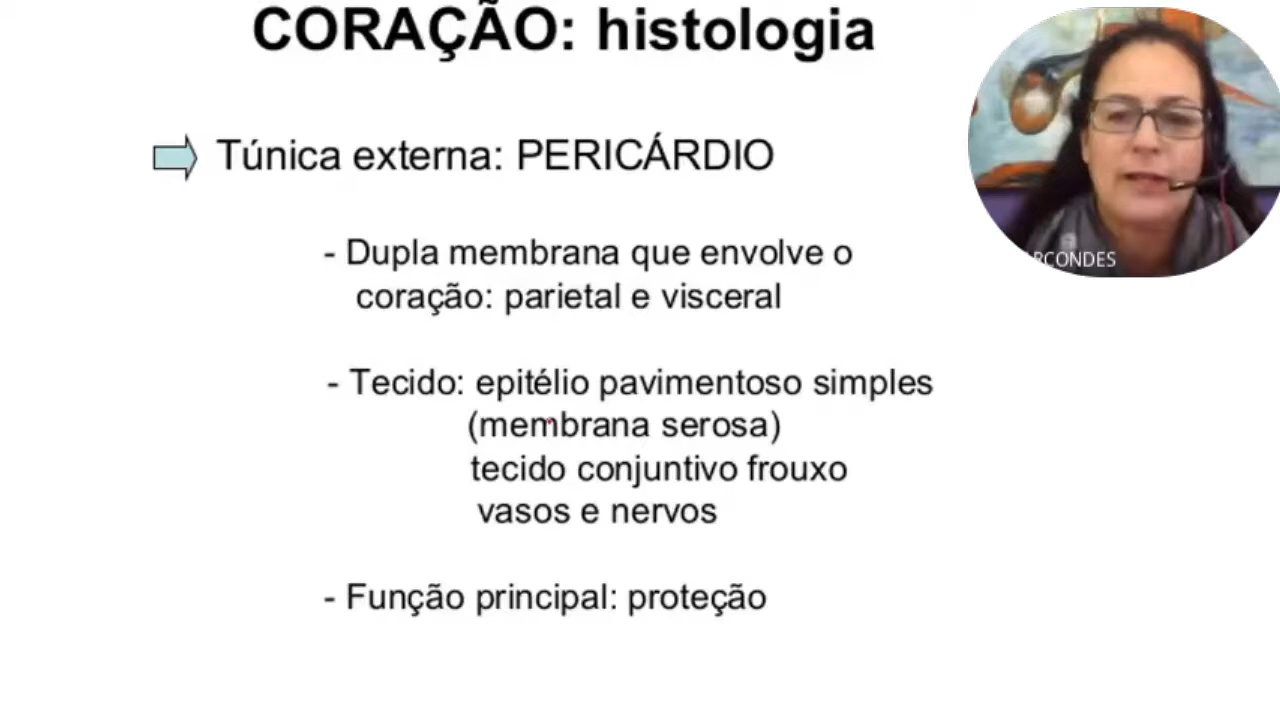 CORAÇÃO: histologia
Túnica externa: PERICÁRDIO
- Dupla membrana que envolve o
coração: parietal e visceral
- Tecido: epitélio pavimentoso simples
(membrana serosa)
tecido conjuntivo frouxo
vasos e nervos
- Função principal: proteção